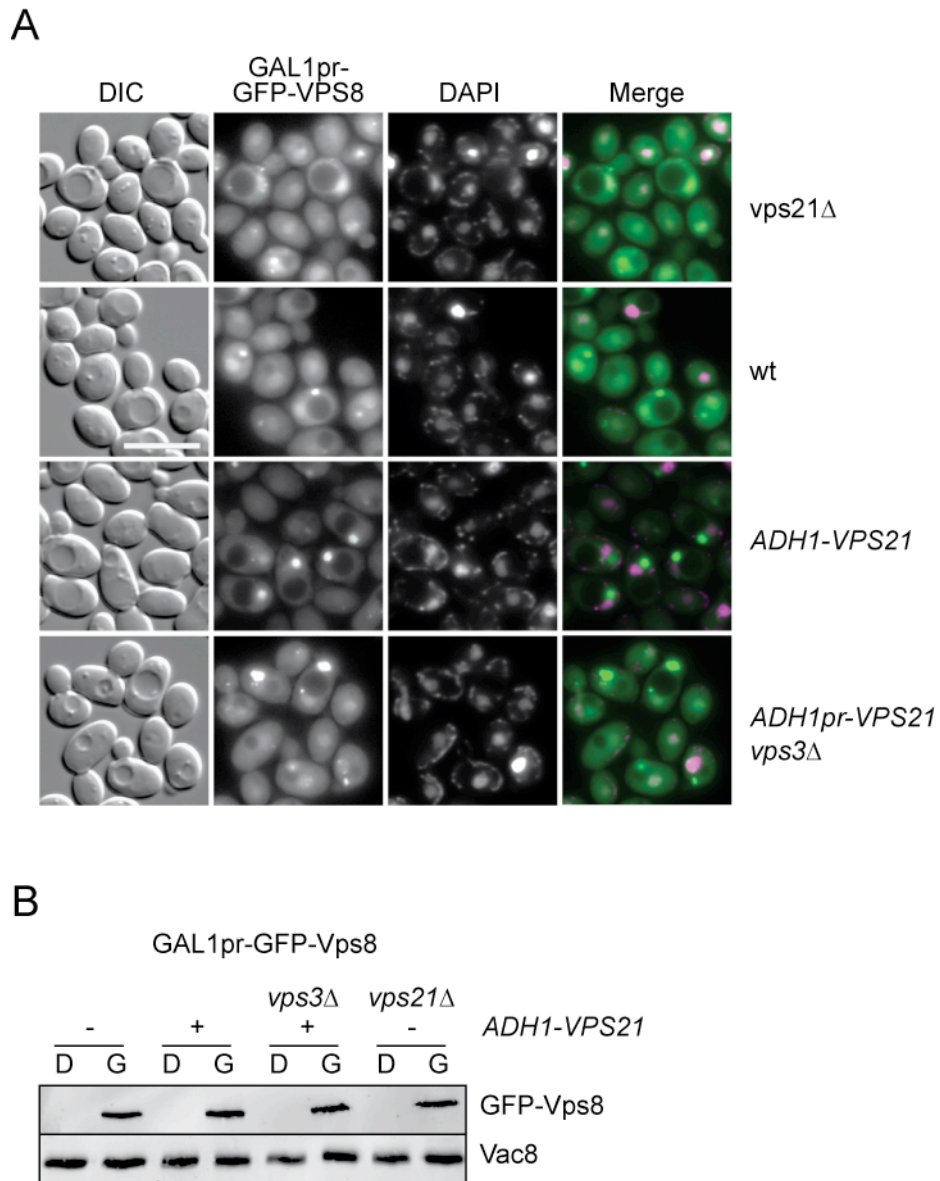 A
DIC
GAL1pr-
GFP-VPS8
DAPI
Merge
vps21Δ
wt
ADH1-VPS21
ADH1pr-VPS21
vps3Δ
B
GAL1pr-GFP-Vps8
vps3Δ vps21Δ
- + + - ADH1-VPS21
D G D G D G D G
GFP-Vps8
Vac8